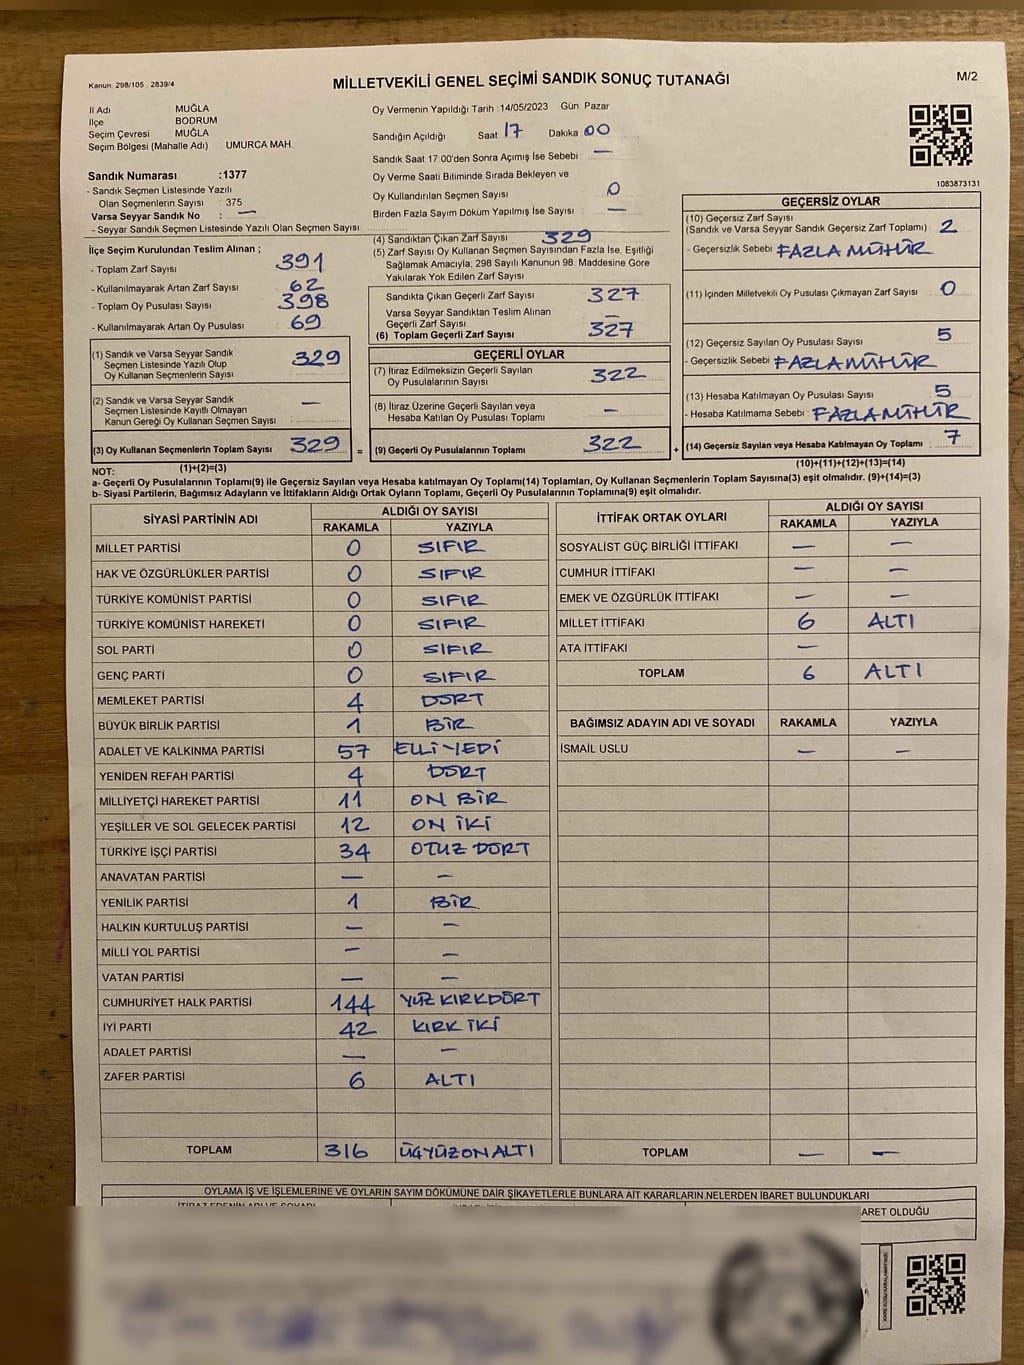 Kanun: 298/105 2839/4
MİLLETVEKİLİ GENEL SEÇİMİ SANDIK SONUÇ TUTANAĞI
M/2
İl Adı MUĞLA
İlçe BODRUM
Seçim Çevresi MUĞLA
Seçim Bölgesi (Mahalle Adı) UMURCA MAH.
Sandık Numarası :1377
- Sandık Seçmen Listesinde Yazılı
Olan Seçmenlerin Sayısı : 375
Varsa Seyyar Sandık No : —
- Seyyar Sandık Seçmen Listesinde Yazılı Olan Seçmen Sayısı
Oy Vermenin Yapıldığı Tarih :14/05/2023 Gün Pazar
Sandığın Açıldığı Saat 17 Dakika 00
Sandık Saat 17 00'den Sonra Açımış İse Sebebi : —
Oy Verme Saati Bitiminde Sırada Bekleyen ve
Oy Kullandırılan Seçmen Sayısı 0
Birden Fazla Sayım Döküm Yapılmış İse Sayısı : —
1083873131
İlçe Seçim Kurulundan Teslim Alınan ;
- Toplam Zarf Sayısı 391
- Kullanılmayarak Artan Zarf Sayısı 62
- Toplam Oy Pusulası Sayısı 398
- Kullanılmayarak Artan Oy Pusulası 69
(1) Sandık ve Varsa Seyyar Sandık
Seçmen Listesinde Yazılı Olup
Oy Kullanan Seçmenlerin Sayısı 329
(2) Sandık ve Varsa Seyyar Sandık
Seçmen Listesinde Kayıtlı Olmayan
Kanun Gereği Oy Kullanan Seçmen Sayısı : —
(3) Oy Kullanan Seçmenlerin Toplam Sayısı 329 =
(4) Sandıktan Çıkan Zarf Sayısı 329
(5) Zarf Sayısı Oy Kullanan Seçmen Sayısından Fazla İse, Eşitliği
Sağlamak Amacıyla, 298 Sayılı Kanunun 98. Maddesine Göre
Yakılarak Yok Edilen Zarf Sayısı
Sandıkta Çıkan Geçerli Zarf Sayısı 327
Varsa Seyyar Sandıktan Teslim Alınan
Geçerli Zarf Sayısı —
(6) Toplam Geçerli Zarf Sayısı 327
GEÇERLİ OYLAR
(7) İtiraz Edilmeksizin Geçerli Sayılan
Oy Pusulalarının Sayısı 322
(8) İtiraz Üzerine Geçerli Sayılan veya
Hesaba Katılan Oy Pusulası Toplamı —
(9) Geçerli Oy Pusulalarının Toplamı 322 +
GEÇERSİZ OYLAR
(10) Geçersiz Zarf Sayısı
(Sandık ve Varsa Seyyar Sandık Geçersiz Zarf Toplamı) 2
- Geçersizlik Sebebi : FAZLA MÜHÜR
(11) İçinden Milletvekili Oy Pusulası Çıkmayan Zarf Sayısı 0
(12) Geçersiz Sayılan Oy Pusulası Sayısı 5
- Geçersizlik Sebebi : FAZLA MÜHÜR
(13) Hesaba Katılmayan Oy Pusulası Sayısı 5
- Hesaba Katılmama Sebebi : FAZLA MÜHÜR
(14) Geçersiz Sayılan veya Hesaba Katılmayan Oy Toplamı : 7
NOT: (1)+(2)=(3)
(10)+(11)+(12)+(13)=(14)
a- Geçerli Oy Pusulalarının Toplamı(9) ile Geçersiz Sayılan veya Hesaba katılmayan Oy Toplamı(14) Toplamları, Oy Kullanan Seçmenlerin Toplam Sayısına(3) eşit olmalıdır. (9)+(14)=(3)
b- Siyasi Partilerin, Bağımsız Adayların ve İttifakların Aldığı Ortak Oyların Toplamı, Geçerli Oy Pusulalarının Toplamına(9) eşit olmalıdır.
SİYASİ PARTİNİN ADI ALDIĞI OY SAYISI
RAKAMLA YAZIYLA
MİLLET PARTİSİ 0 SIFIR
HAK VE ÖZGÜRLÜKLER PARTİSİ 0 SIFIR
TÜRKİYE KOMÜNİST PARTİSİ 0 SIFIR
TÜRKİYE KOMÜNİST HAREKETİ 0 SIFIR
SOL PARTİ 0 SIFIR
GENÇ PARTİ 0 SIFIR
MEMLEKET PARTİSİ 4 DÖRT
BÜYÜK BİRLİK PARTİSİ 1 BİR
ADALET VE KALKINMA PARTİSİ 57 ELLİ YEDİ
YENİDEN REFAH PARTİSİ 4 DÖRT
MİLLİYETÇİ HAREKET PARTİSİ 11 ON BİR
YEŞİLLER VE SOL GELECEK PARTİSİ 12 ON İKİ
TÜRKİYE İŞÇİ PARTİSİ 34 OTUZ DÖRT
ANAVATAN PARTİSİ — —
YENİLİK PARTİSİ 1 BİR
HALKIN KURTULUŞ PARTİSİ — —
MİLLİ YOL PARTİSİ — —
VATAN PARTİSİ — —
CUMHURİYET HALK PARTİSİ 144 YÜZ KIRKDÖRT
İYİ PARTİ 42 KIRK İKİ
ADALET PARTİSİ — —
ZAFER PARTİSİ 6 ALTI
TOPLAM 316 ÜÇYÜZONALTI
İTTİFAK ORTAK OYLARI ALDIĞI OY SAYISI
RAKAMLA YAZIYLA
SOSYALİST GÜÇ BİRLİĞİ İTTİFAKI — —
CUMHUR İTTİFAKI — —
EMEK VE ÖZGÜRLÜK İTTİFAKI — —
MİLLET İTTİFAKI 6 ALTI
ATA İTTİFAKI —
TOPLAM 6 ALTI
BAĞIMSIZ ADAYIN ADI VE SOYADI RAKAMLA YAZIYLA
İSMAİL USLU — —
TOPLAM — —
OYLAMA İŞ VE İŞLEMLERİNE VE OYLARIN SAYIM DÖKÜMÜNE DAİR ŞİKAYETLERLE BUNLARA AİT KARARLARIN NELERDEN İBARET BULUNDUKLARI
ARET OLDUĞU